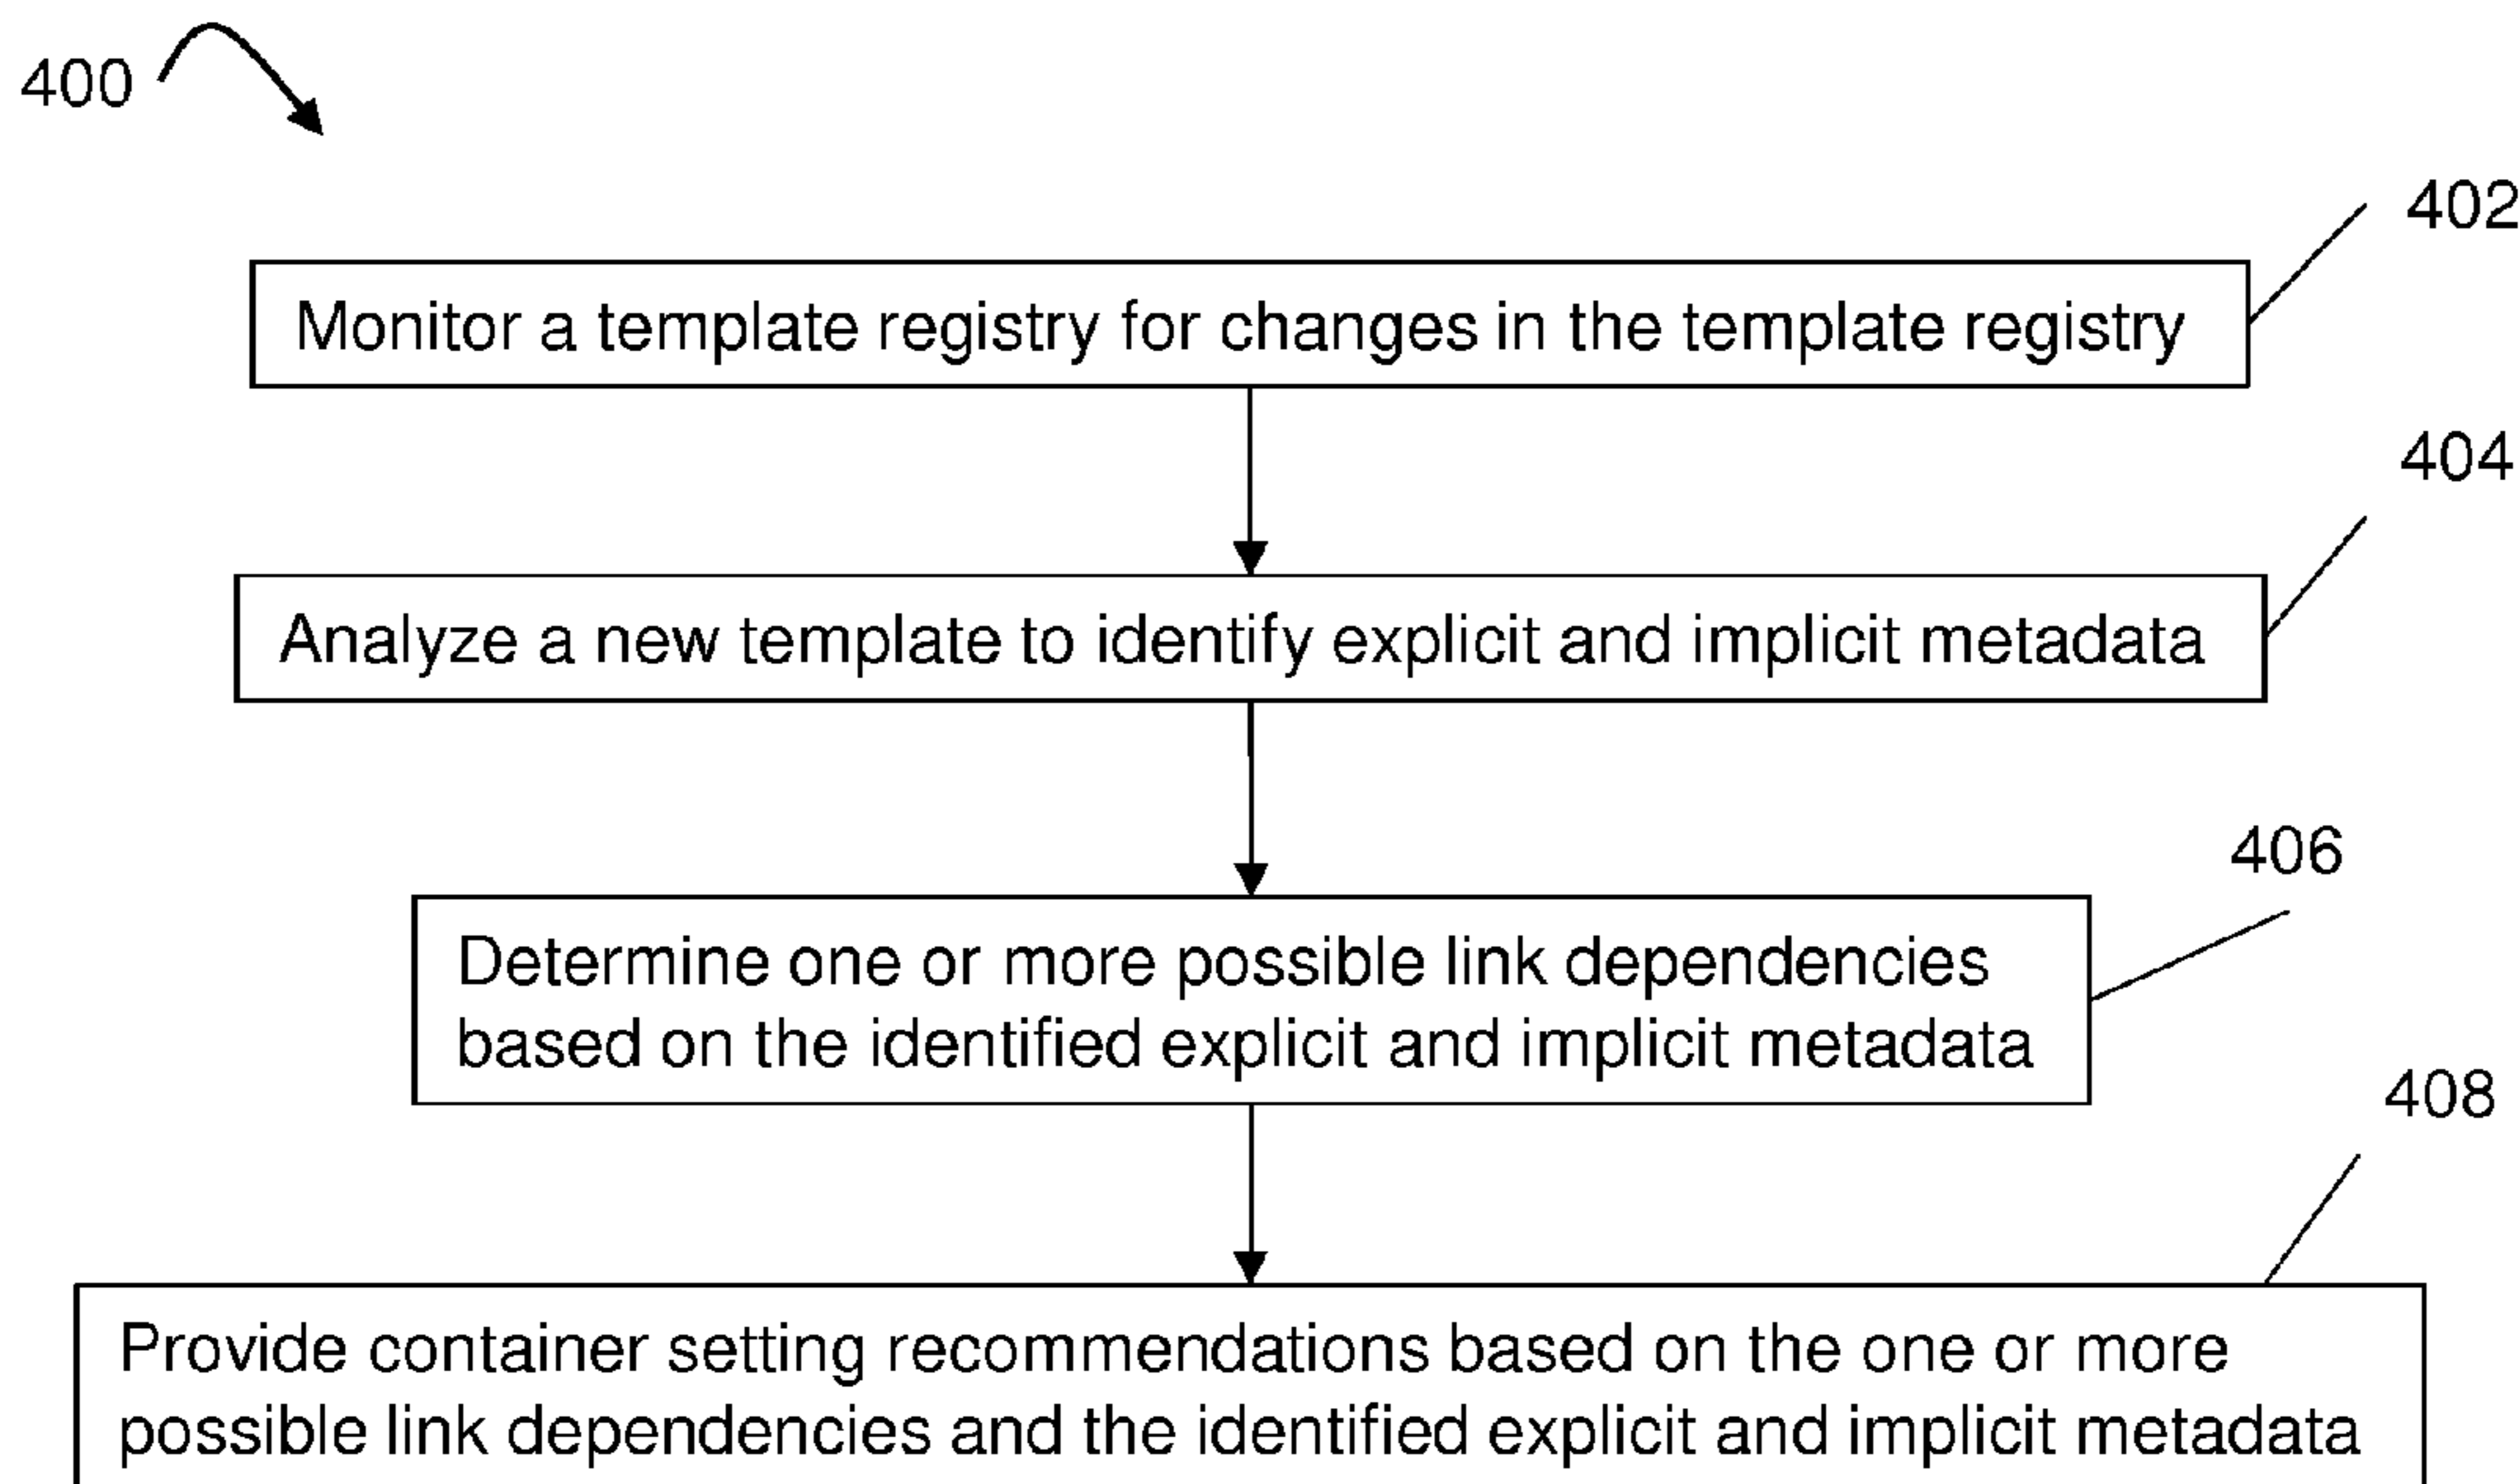 400
402
Monitor a template registry for changes in the template registry
404
Analyze a new template to identify explicit and implicit metadata
406
Determine one or more possible link dependencies
based on the identified explicit and implicit metadata
408
Provide container setting recommendations based on the one or more
possible link dependencies and the identified explicit and implicit metadata